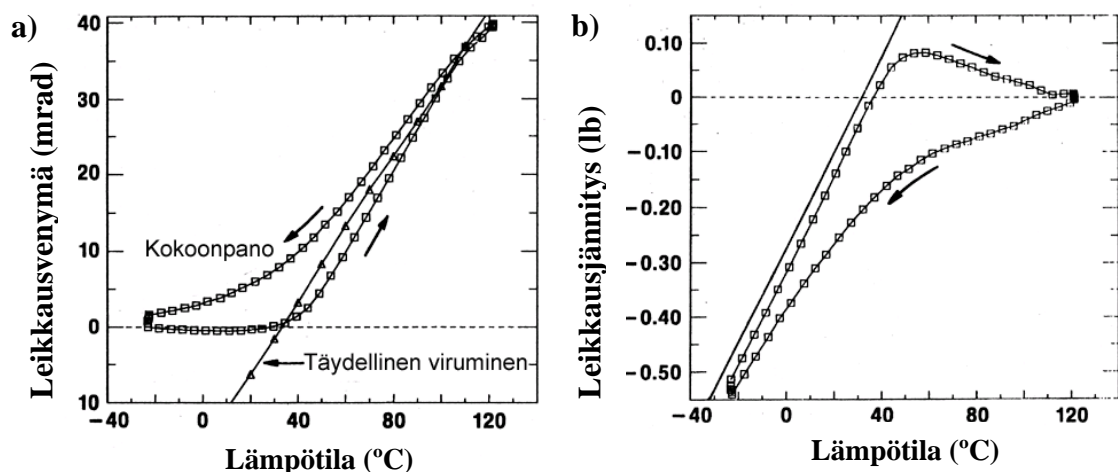 a)
Leikkausvenymä (mrad)
40
30
20
10
0
10
Kokoonpano
Täydellinen viruminen
−40 0 40 80 120
Lämpötila (ºC)
b)
Leikkausjännitys (lb)
0.10
0
−0.10
−0.20
−0.30
−0.40
−0.50
−40 0 40 80 120
Lämpötila (ºC)